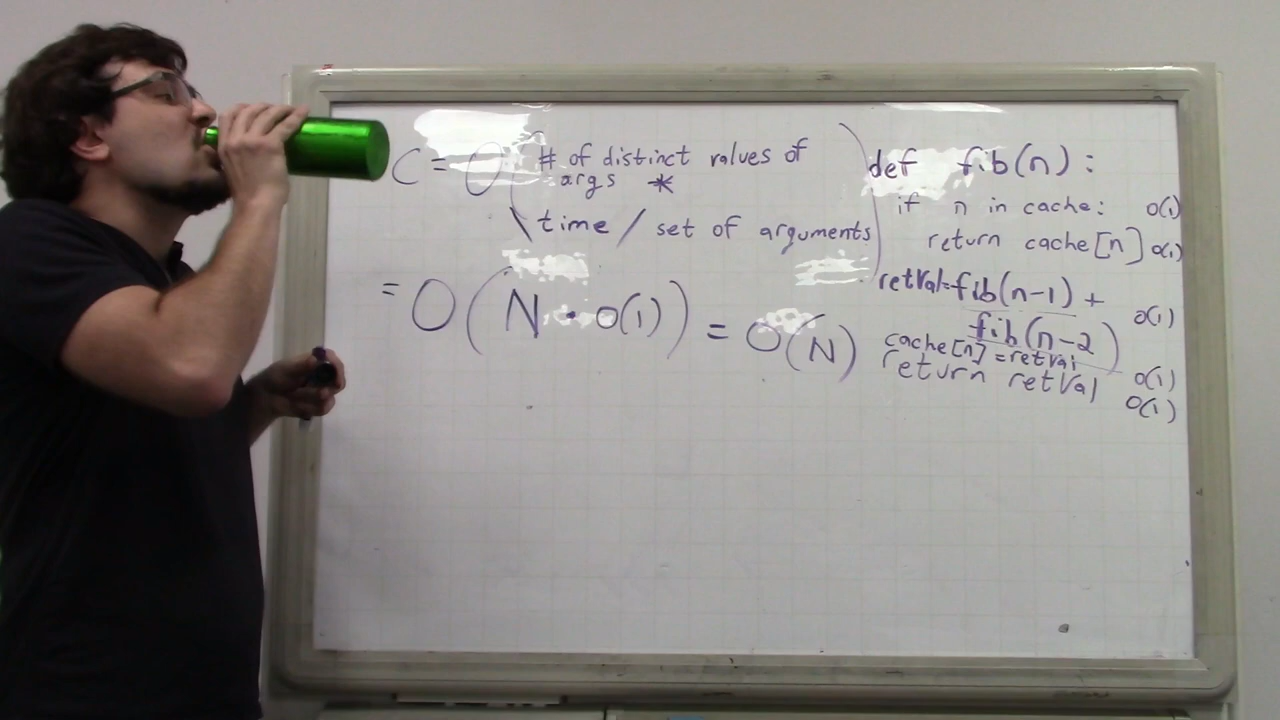 C = O( # of distinct values of
args *
time / set of arguments )
= O( N · O(1) ) = O(N)
def fib(n):
if n in cache: O(1)
return cache[n] O(1)
retVal=fib(n-1) +
fib(n-2) O(1)
cache[n] = retVal O(1)
return retVal O(1)